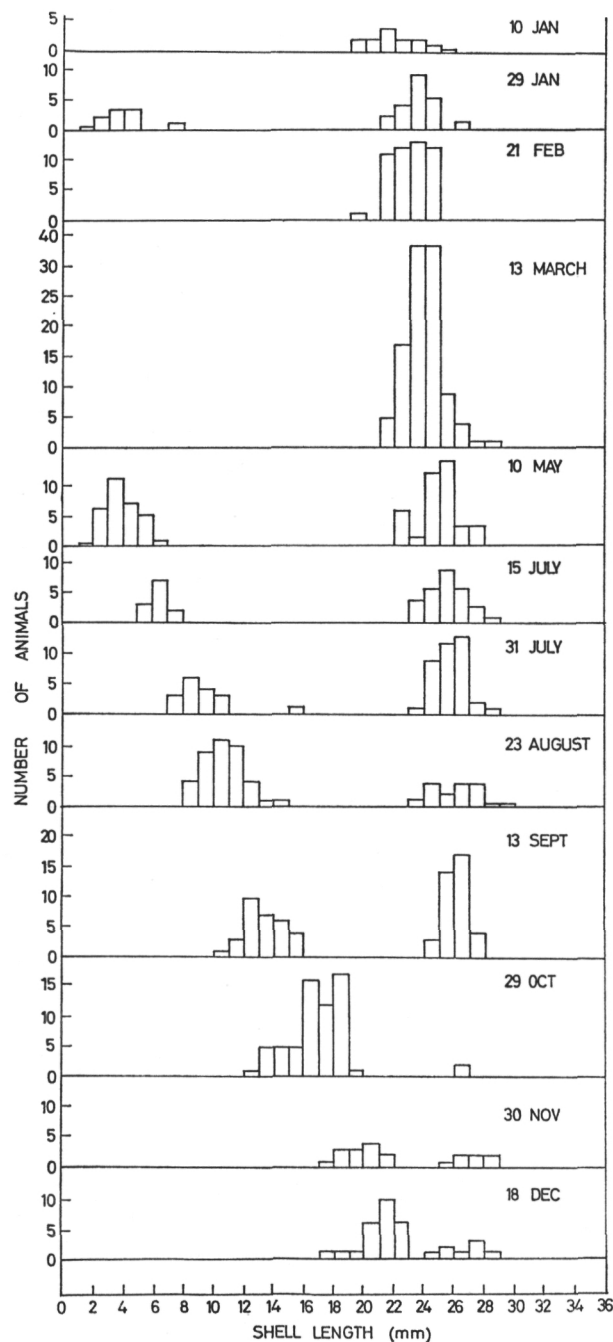 5
0
10 JAN
10
5
0
29 JAN
10
5
0
21 FEB
40
30
25
20
15
10
5
0
13 MARCH
10
5
0
10 MAY
10
5
0
15 JULY
10
5
0
31 JULY
10
5
0
23 AUGUST
20
15
10
5
0
13 SEPT
15
10
5
0
29 OCT
10
5
0
30 NOV
10
5
0
18 DEC
NUMBER OF ANIMALS
0 2 4 6 8 10 12 14 16 18 20 22 24 26 28 30 32 34 36
SHELL LENGTH (mm)